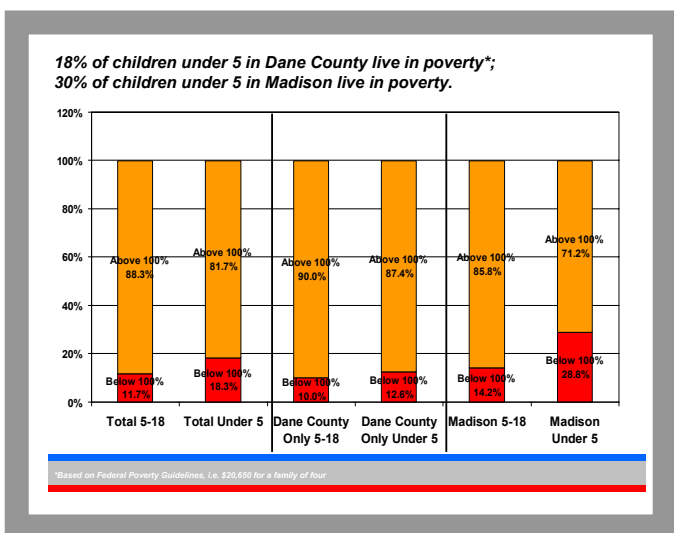 18% of children under 5 in Dane County live in poverty*;
30% of children under 5 in Madison live in poverty.
120%
100%
80%
60%
40%
20%
0%
Above 100%
88.3%
Below 100%
11.7%
Above 100%
81.7%
Below 100%
18.3%
Above 100%
90.0%
Below 100%
10.0%
Above 100%
87.4%
Below 100%
12.6%
Above 100%
85.8%
Below 100%
14.2%
Above 100%
71.2%
Below 100%
28.8%
Total 5-18
Total Under 5
Dane County
Only 5-18
Dane County
Only Under 5
Madison 5-18
Madison
Under 5
*Based on Federal Poverty Guidelines, i.e. $20,650 for a family of four